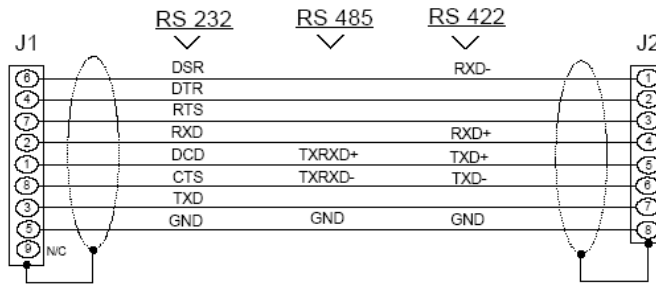 RS 232 RS 485 RS 422
J1 J2
6 DSR RXD- 1
4 DTR 2
7 RTS 3
2 RXD RXD+ 4
1 DCD TXRXD+ TXD+ 5
8 CTS TXRXD- TXD- 6
3 TXD 7
5 GND GND GND 8
9 N/C